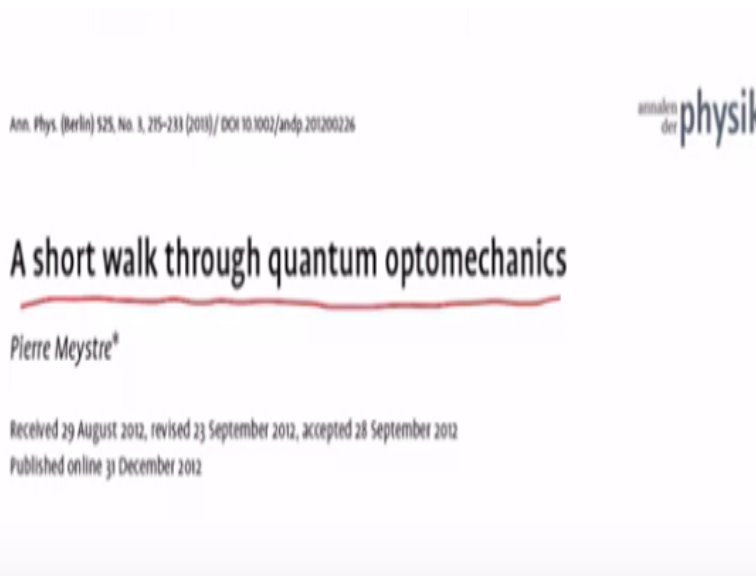 Ann. Phys. (Berlin) 525, No. 3, 215–233 (2013) / DOI 10.1002/andp.201200226
annalen
der physik
A short walk through quantum optomechanics
Pierre Meystre*
Received 29 August 2012, revised 23 September 2012, accepted 28 September 2012
Published online 31 December 2012